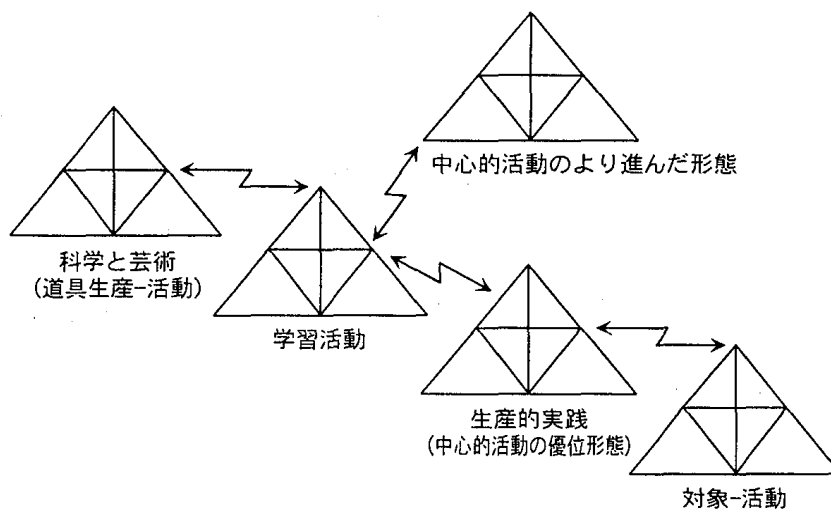 中心的活動のより進んだ形態
科学と芸術
(道具生産-活動)
学習活動
生産的実践
(中心的活動の優位形態)
対象-活動